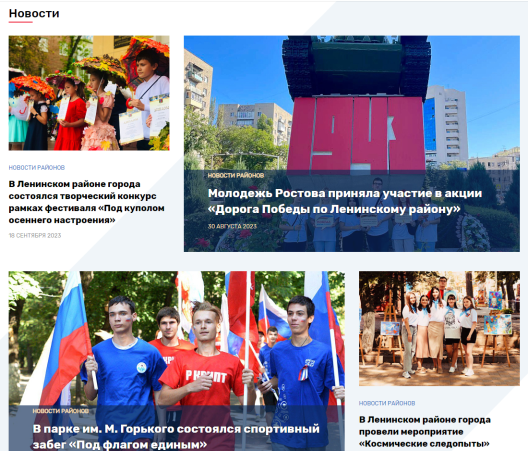 Новости
НОВОСТИ РАЙОНОВ
В Ленинском районе города
состоялся творческий конкурс
рамках фестиваля «Под куполом
осеннего настроения»
18 СЕНТЯБРЯ 2023
НОВОСТИ РАЙОНОВ
Молодежь Ростова приняла участие в акции
«Дорога Победы по Ленинскому району»
30 АВГУСТА 2023
НОВОСТИ РАЙОНОВ
В парке им. М. Горького состоялся спортивный
забег «Под флагом единым»
НОВОСТИ РАЙОНОВ
В Ленинском районе города
провели мероприятие
«Космические следопыты»